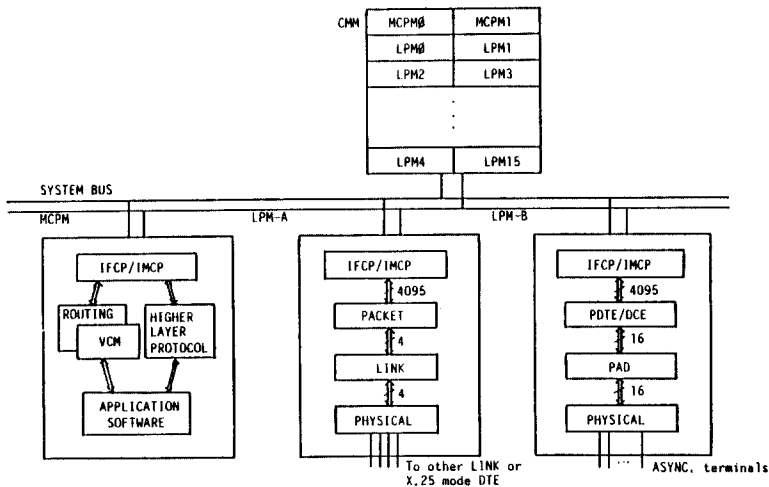 CMM
MCPMØ MCPM1
LPMØ LPM1
LPM2 LPM3
LPM4 LPM15
SYSTEM BUS
MCPM LPM-A LPM-B
IFCP/IMCP
ROUTING
VCM
HIGHER
LAYER
PROTOCOL
APPLICATION
SOFTWARE
IFCP/IMCP
4095
PACKET
4
LINK
4
PHYSICAL
To other LINK or
X.25 mode DTE
IFCP/IMCP
4095
PDTE/DCE
16
PAD
16
PHYSICAL
ASYNC. terminals